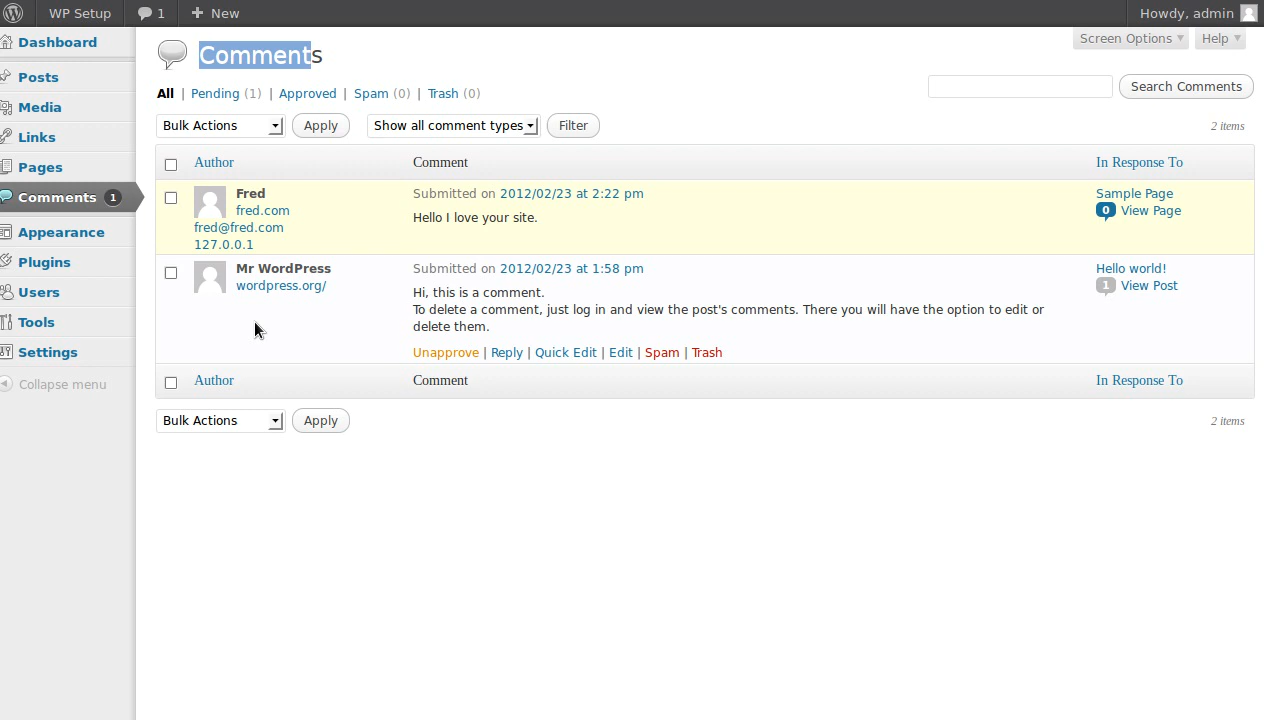 WP Setup 1 New Howdy, admin
Dashboard
Posts
Media
Links
Pages
Comments 1
Appearance
Plugins
Users
Tools
Settings
Collapse menu
Screen Options Help
Comments
All | Pending (1) | Approved | Spam (0) | Trash (0)
Search Comments
Bulk Actions Apply Show all comment types Filter 2 items
Author Comment In Response To
Fred
fred.com
fred@fred.com
127.0.0.1
Submitted on 2012/02/23 at 2:22 pm
Hello I love your site.
Sample Page
0 View Page
Mr WordPress
wordpress.org/
Submitted on 2012/02/23 at 1:58 pm
Hi, this is a comment.
To delete a comment, just log in and view the post's comments. There you will have the option to edit or
delete them.
Unapprove | Reply | Quick Edit | Edit | Spam | Trash
Hello world!
1 View Post
Author Comment In Response To
Bulk Actions Apply 2 items